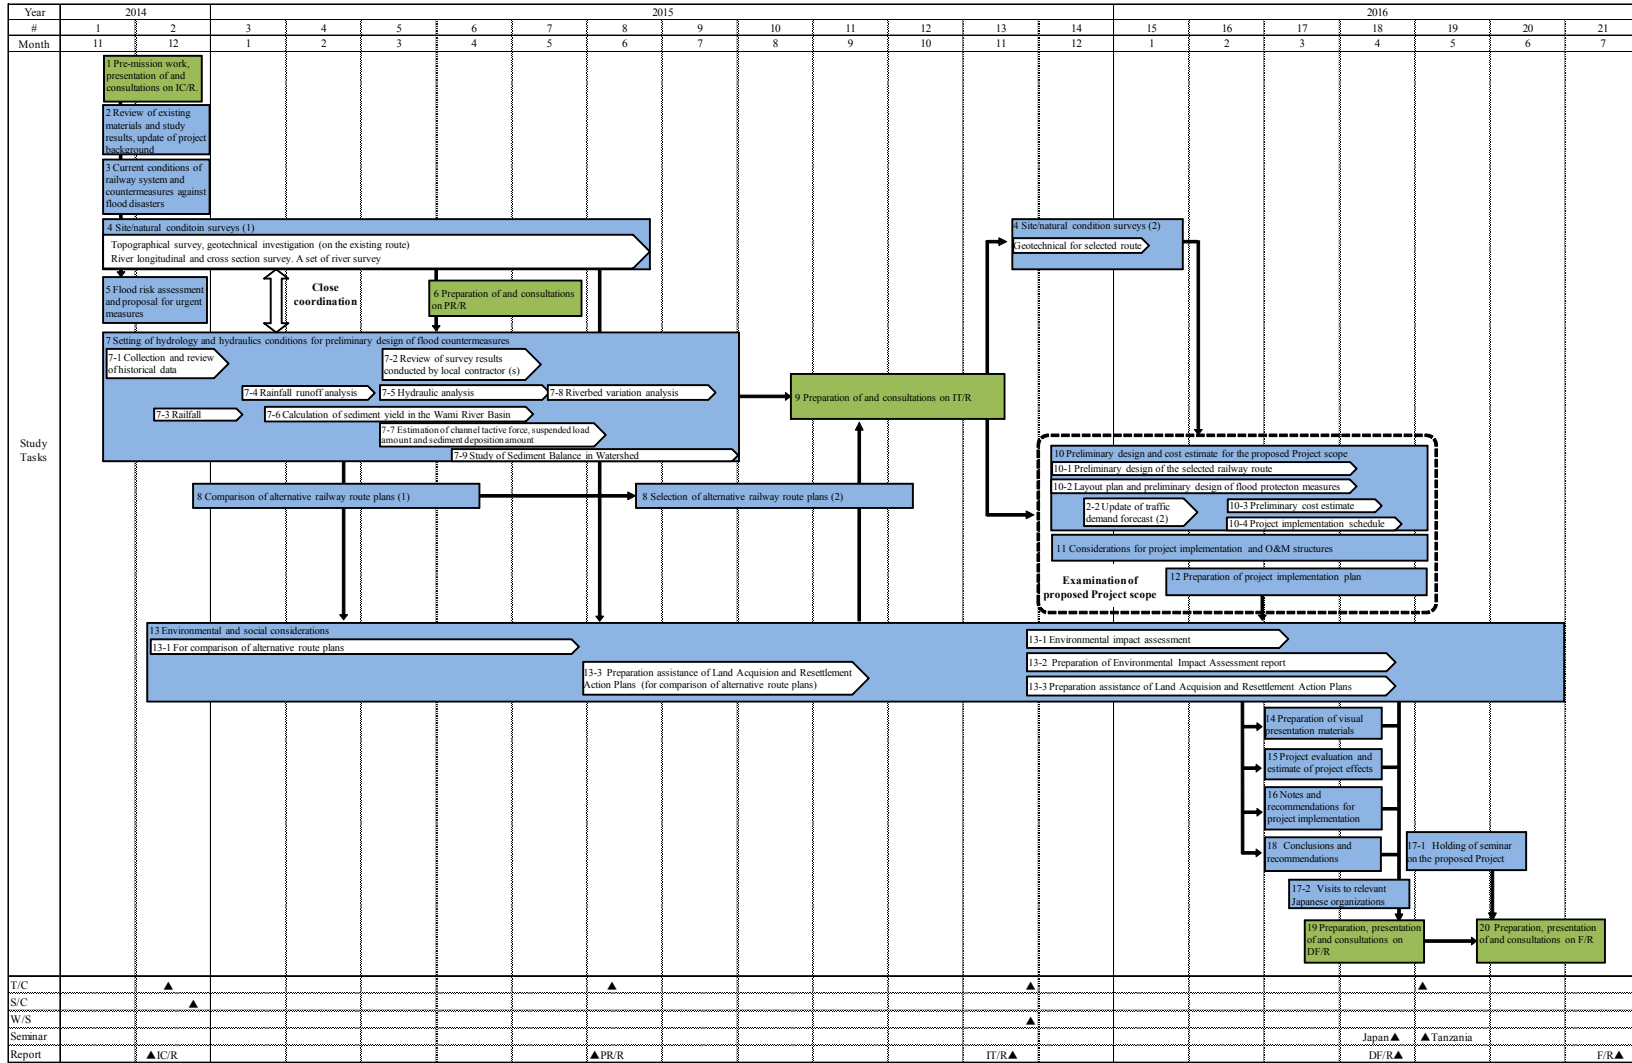 Year 2014 2015 2016
# 1 2 3 4 5 6 7 8 9 10 11 12 13 14 15 16 17 18 19 20 21
Month 11 12 1 2 3 4 5 6 7 8 9 10 11 12 1 2 3 4 5 6 7
Study
Tasks
1 Pre-mission work,
presentation of and
consultations on IC/R.
2 Review of existing
materials and study
results, update of project
background
3 Current conditions of
railway system and
countermeasures against
flood disasters
4 Site/natural conditoin surveys (1)
Topographical survey, geotechnical investigation (on the existing route)
River longitudinal and cross section survey. A set of river survey
4 Site/natural condition surveys (2)
Geotechnical for selected route
5 Flood risk assessment
and proposal for urgent
measures
Close
coordination
6 Preparation of and consultations
on PR/R
7 Setting of hydrology and hydraulics conditions for preliminary design of flood countermeasures
7-1 Collection and review
of historical data
7-2 Review of survey results
conducted by local contractor (s)
7-4 Rainfall runoff analysis
7-5 Hydraulic analysis
7-8 Riverbed variation analysis
7-3 Railfall
7-6 Calculation of sediment yield in the Wami River Basin
7-7 Estimation of channel tactive force, suspended load
amount and sediment deposition amount
7-9 Study of Sediment Balance in Watershed
9 Preparation of and consultations on IT/R
8 Comparison of alternative railway route plans (1)
8 Selection of alternative railway route plans (2)
10 Preliminary design and cost estimate for the proposed Project scope
10-1 Preliminary design of the selected railway route
10-2 Layout plan and preliminary design of flood protecton measures
2-2 Update of traffic
demand forecast (2)
10-3 Preliminary cost estimate
10-4 Project implementation schedule
11 Considerations for project implementation and O&M structures
12 Preparation of project implementation plan
Examination of
proposed Project scope
13 Environmental and social considerations
13-1 For comparison of alternative route plans
13-3 Preparation assistance of Land Acquision and Resettlement
Action Plans (for comparison of alternative route plans)
13-1 Environmental impact assessment
13-2 Preparation of Environmental Impact Assessment report
13-3 Preparation assistance of Land Acquision and Resettlement Action Plans
14 Preparation of visual
presentation materials
15 Project evaluation and
estimate of project effects
16 Notes and
recommendations for
project implementation
18 Conclusions and
recommendations
17-1 Holding of seminar
on the proposed Project
17-2 Visits to relevant
Japanese organizations
19 Preparation, presentation
of and consultations on
DF/R
20 Preparation, presentation
of and consultations on F/R
T/C ▲ ▲ ▲ ▲
S/C ▲
W/S ▲
Seminar Japan▲ ▲Tanzania
Report ▲IC/R ▲PR/R IT/R▲ DF/R▲ F/R▲